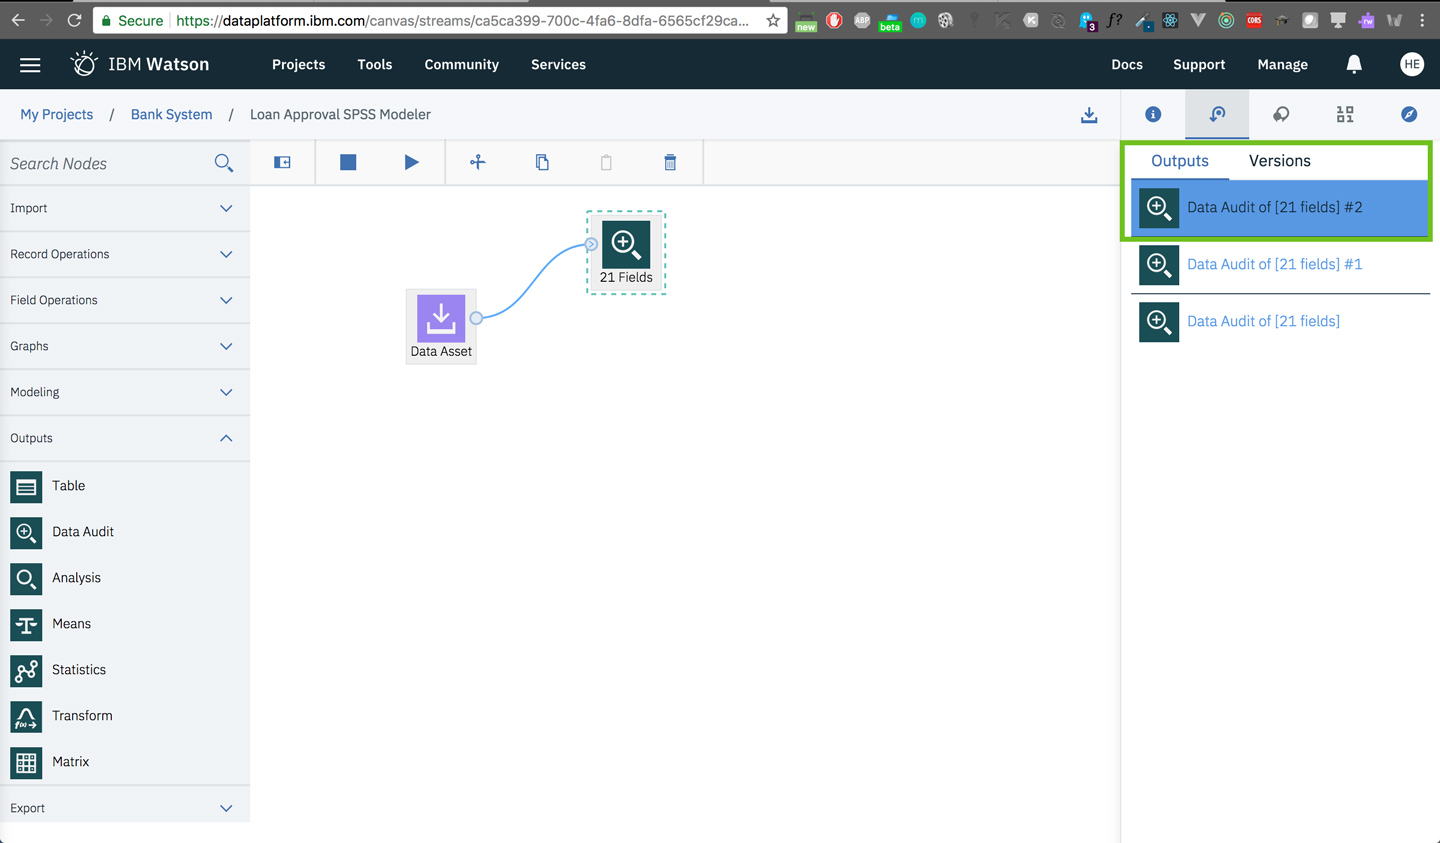 Secure https://dataplatform.ibm.com/canvas/streams/ca5ca399-700c-4fa6-8dfa-6565cf29ca...
new
ABP
beta
3
f?
CORS
rw
IBM Watson
Projects
Tools
Community
Services
Docs
Support
Manage
HE
My Projects / Bank System / Loan Approval SPSS Modeler
Search Nodes
Import
Record Operations
Field Operations
Graphs
Modeling
Outputs
Table
Data Audit
Analysis
Means
Statistics
f(x)
Transform
Matrix
Export
21 Fields
Data Asset
Outputs
Versions
Data Audit of [21 fields] #2
Data Audit of [21 fields] #1
Data Audit of [21 fields]